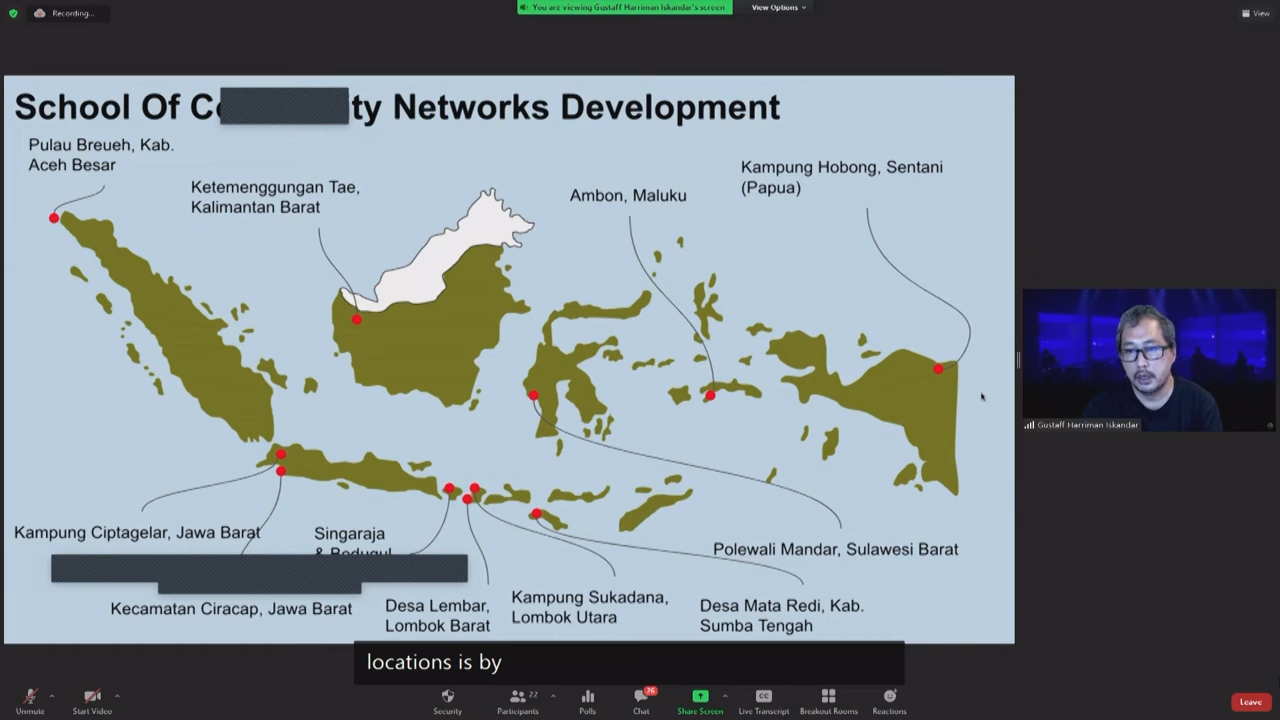 Recording...
You are viewing Gustaff Harriman Iskandar's screen
View Options
View
School Of ty Networks Development
Pulau Breueh, Kab.
Aceh Besar
Ketemenggungan Tae,
Kalimantan Barat
Ambon, Maluku
Kampung Hobong, Sentani
(Papua)
Gustaff Harriman Iskandar
Kampung Ciptagelar, Jawa Barat
Singaraja
Polewali Mandar, Sulawesi Barat
Kecamatan Ciracap, Jawa Barat
Desa Lembar,
Lombok Barat
Kampung Sukadana,
Lombok Utara
Desa Mata Redi, Kab.
Sumba Tengah
locations is by
Unmute
Start Video
Security
22
Participants
Polls
26
Chat
Share Screen
CC
Live Transcript
Breakout Rooms
Reactions
Leave